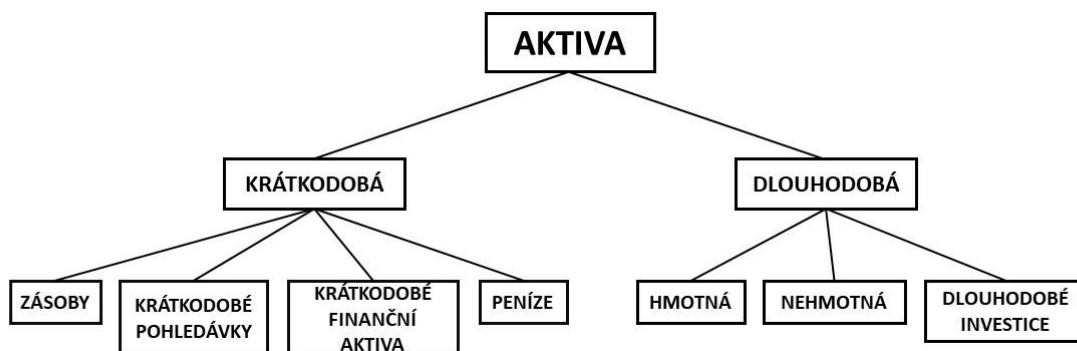 AKTIVA
KRÁTKODOBÁ
DLOUHODOBÁ
ZÁSOBY
KRÁTKODOBÉ
POHLEDÁVKY
KRÁTKODOBÉ
FINANČNÍ
AKTIVA
PENÍZE
HMOTNÁ
NEHMOTNÁ
DLOUHODOBÉ
INVESTICE